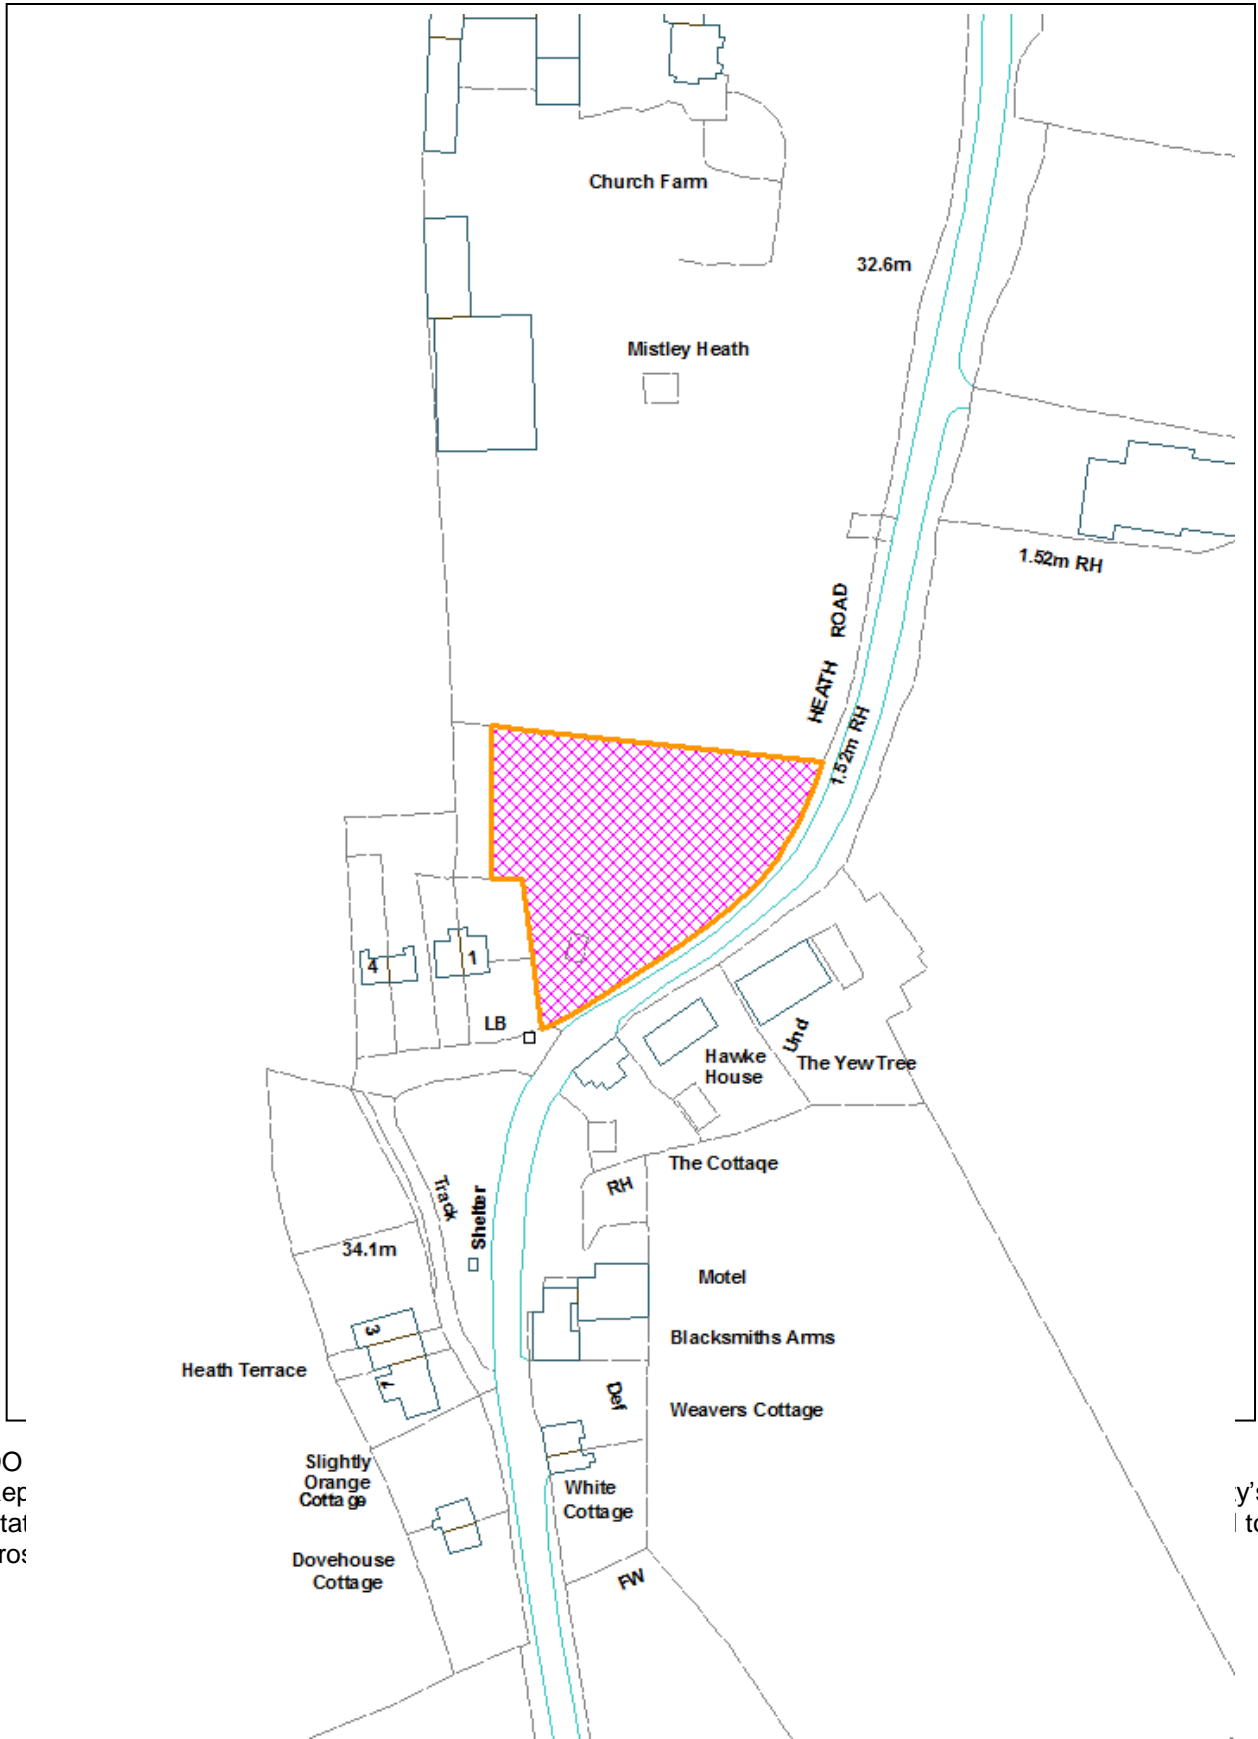 Church Farm
32.6m
Mistley Heath
1.52m RH
HEATH ROAD
1.52m RH
4
1
LB
Und
Hawke
House
The Yew Tree
The Cottage
RH
Track
Shelter
34.1m
Motel
3
Blacksmiths Arms
Heath Terrace
Def
Weavers Cottage
Slightly
Orange
Cottage
White
Cottage
Dovehouse
Cottage
FW